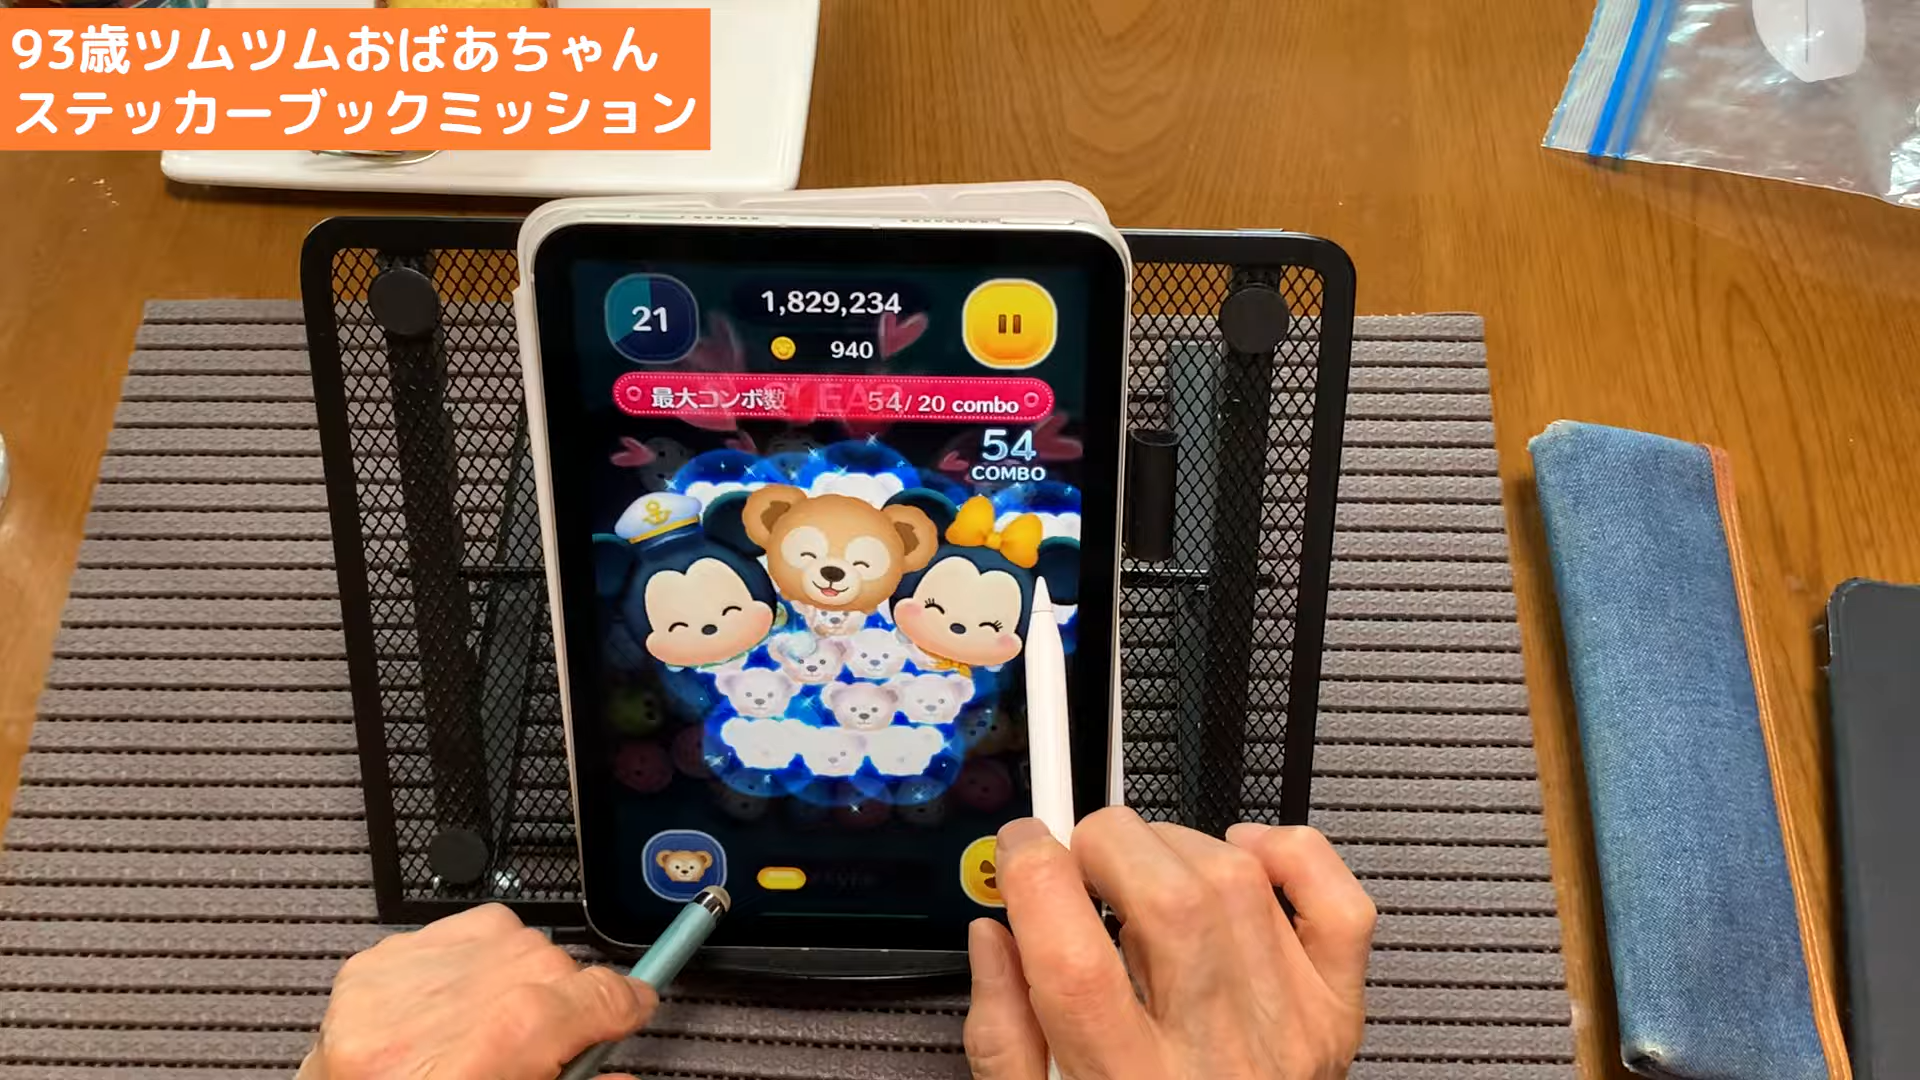 93歳ツムツムおばあちゃん
ステッカーブックミッション
21
1,829,234
940
最大コンボ数 54/20 combo
54
COMBO